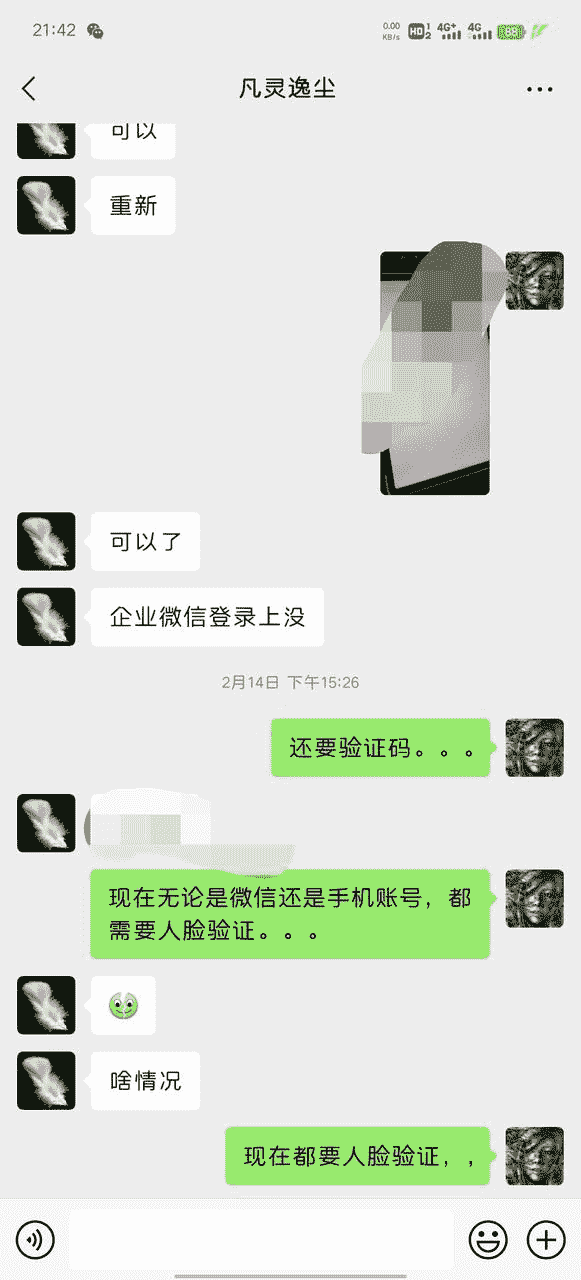 21:42
0.00
KB/s
HD 1
2
4G+
4G
凡灵逸尘
可以
重新
可以了
企业微信登录上没
2月14日 下午15:26
还要验证码。。。
现在无论是微信还是手机账号，都
需要人脸验证。。。
啥情况
现在都要人脸验证，，